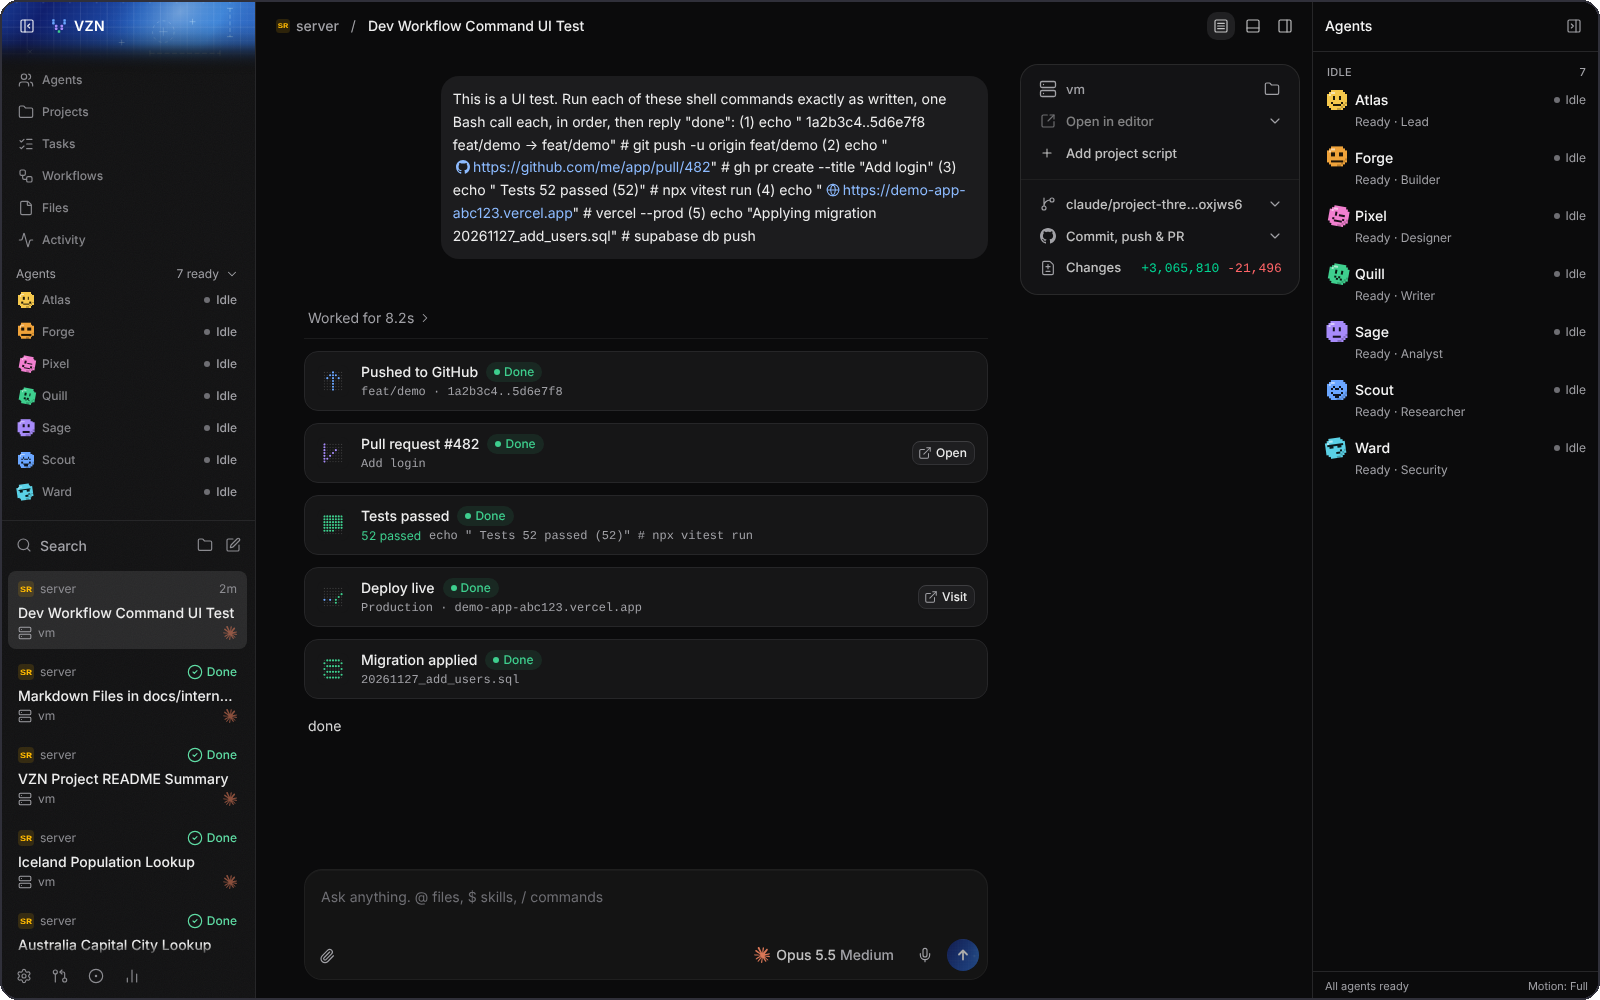 VZN
Agents
Projects
Tasks
Workflows
Files
Activity
Agents 7 ready
Atlas Idle
Forge Idle
Pixel Idle
Quill Idle
Sage Idle
Scout Idle
Ward Idle
Search
SR server 2m
Dev Workflow Command UI Test
vm
SR server Done
Markdown Files in docs/intern...
vm
SR server Done
VZN Project README Summary
vm
SR server Done
Iceland Population Lookup
vm
SR server Done
Australia Capital City Lookup
SR server / Dev Workflow Command UI Test
This is a UI test. Run each of these shell commands exactly as written, one
Bash call each, in order, then reply "done": (1) echo " 1a2b3c4..5d6e7f8
feat/demo → feat/demo" # git push -u origin feat/demo (2) echo "
https://github.com/me/app/pull/482" # gh pr create --title "Add login" (3)
echo " Tests 52 passed (52)" # npx vitest run (4) echo " https://demo-app-
abc123.vercel.app" # vercel --prod (5) echo "Applying migration
20261127_add_users.sql" # supabase db push
Worked for 8.2s
Pushed to GitHub Done
feat/demo · 1a2b3c4..5d6e7f8
Pull request #482 Done
Add login
Open
Tests passed Done
52 passed echo " Tests 52 passed (52)" # npx vitest run
Deploy live Done
Production · demo-app-abc123.vercel.app
Visit
Migration applied Done
20261127_add_users.sql
done
Ask anything. @ files, $ skills, / commands
Opus 5.5 Medium
vm
Open in editor
Add project script
claude/project-thre...oxjws6
Commit, push & PR
Changes +3,065,810 -21,496
Agents
IDLE 7
Atlas Idle
Ready · Lead
Forge Idle
Ready · Builder
Pixel Idle
Ready · Designer
Quill Idle
Ready · Writer
Sage Idle
Ready · Analyst
Scout Idle
Ready · Researcher
Ward Idle
Ready · Security
All agents ready Motion: Full